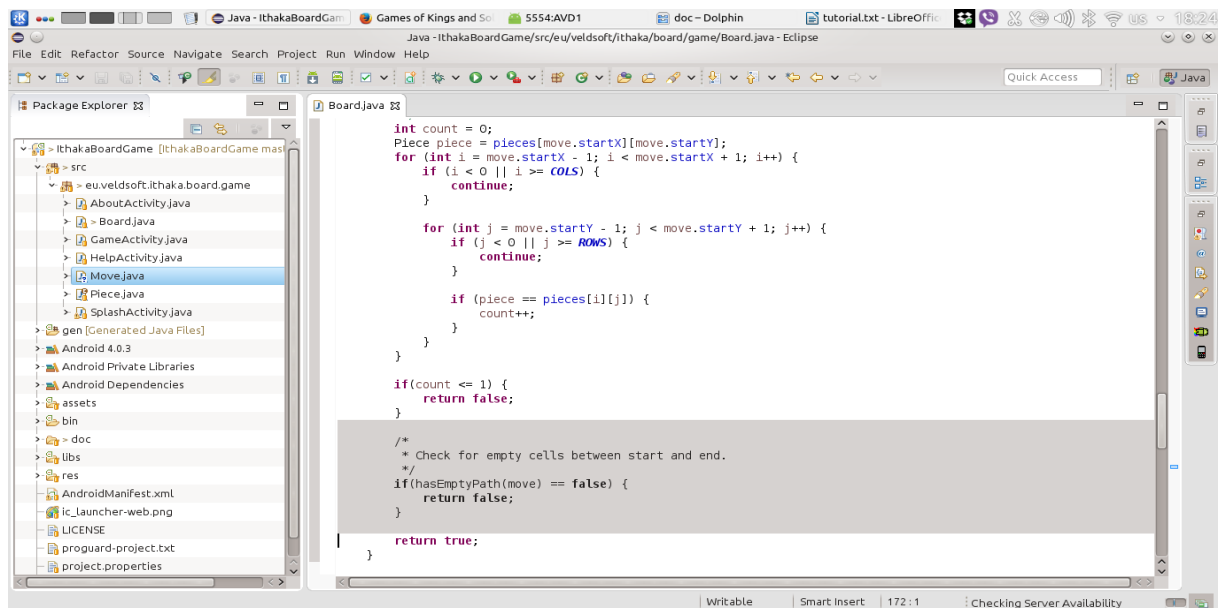 Java - IthakaBoardGam Games of Kings and So 5554:AVD1 doc – Dolphin tutorial.txt - LibreOffic us 18:24
Java - IthakaBoardGame/src/eu/veldsoft/ithaka/board/game/Board.java - Eclipse
File Edit Refactor Source Navigate Search Project Run Window Help
Quick Access Java
Package Explorer
> IthakaBoardGame [IthakaBoardGame mast
> src
> eu.veldsoft.ithaka.board.game
AboutActivity.java
> Board.java
GameActivity.java
HelpActivity.java
Move.java
Piece.java
SplashActivity.java
gen [Generated Java Files]
Android 4.0.3
Android Private Libraries
Android Dependencies
assets
bin
> doc
libs
res
AndroidManifest.xml
ic_launcher-web.png
LICENSE
proguard-project.txt
project.properties
Board.java
int count = 0;
Piece piece = pieces[move.startX][move.startY];
for (int i = move.startX - 1; i < move.startX + 1; i++) {
if (i < 0 || i >= COLS) {
continue;
}
for (int j = move.startY - 1; j < move.startY + 1; j++) {
if (j < 0 || j >= ROWS) {
continue;
}
if (piece == pieces[i][j]) {
count++;
}
}
}
if(count <= 1) {
return false;
}
/*
* Check for empty cells between start and end.
*/
if(hasEmptyPath(move) == false) {
return false;
}
return true;
}
Writable Smart Insert 172 : 1 Checking Server Availability